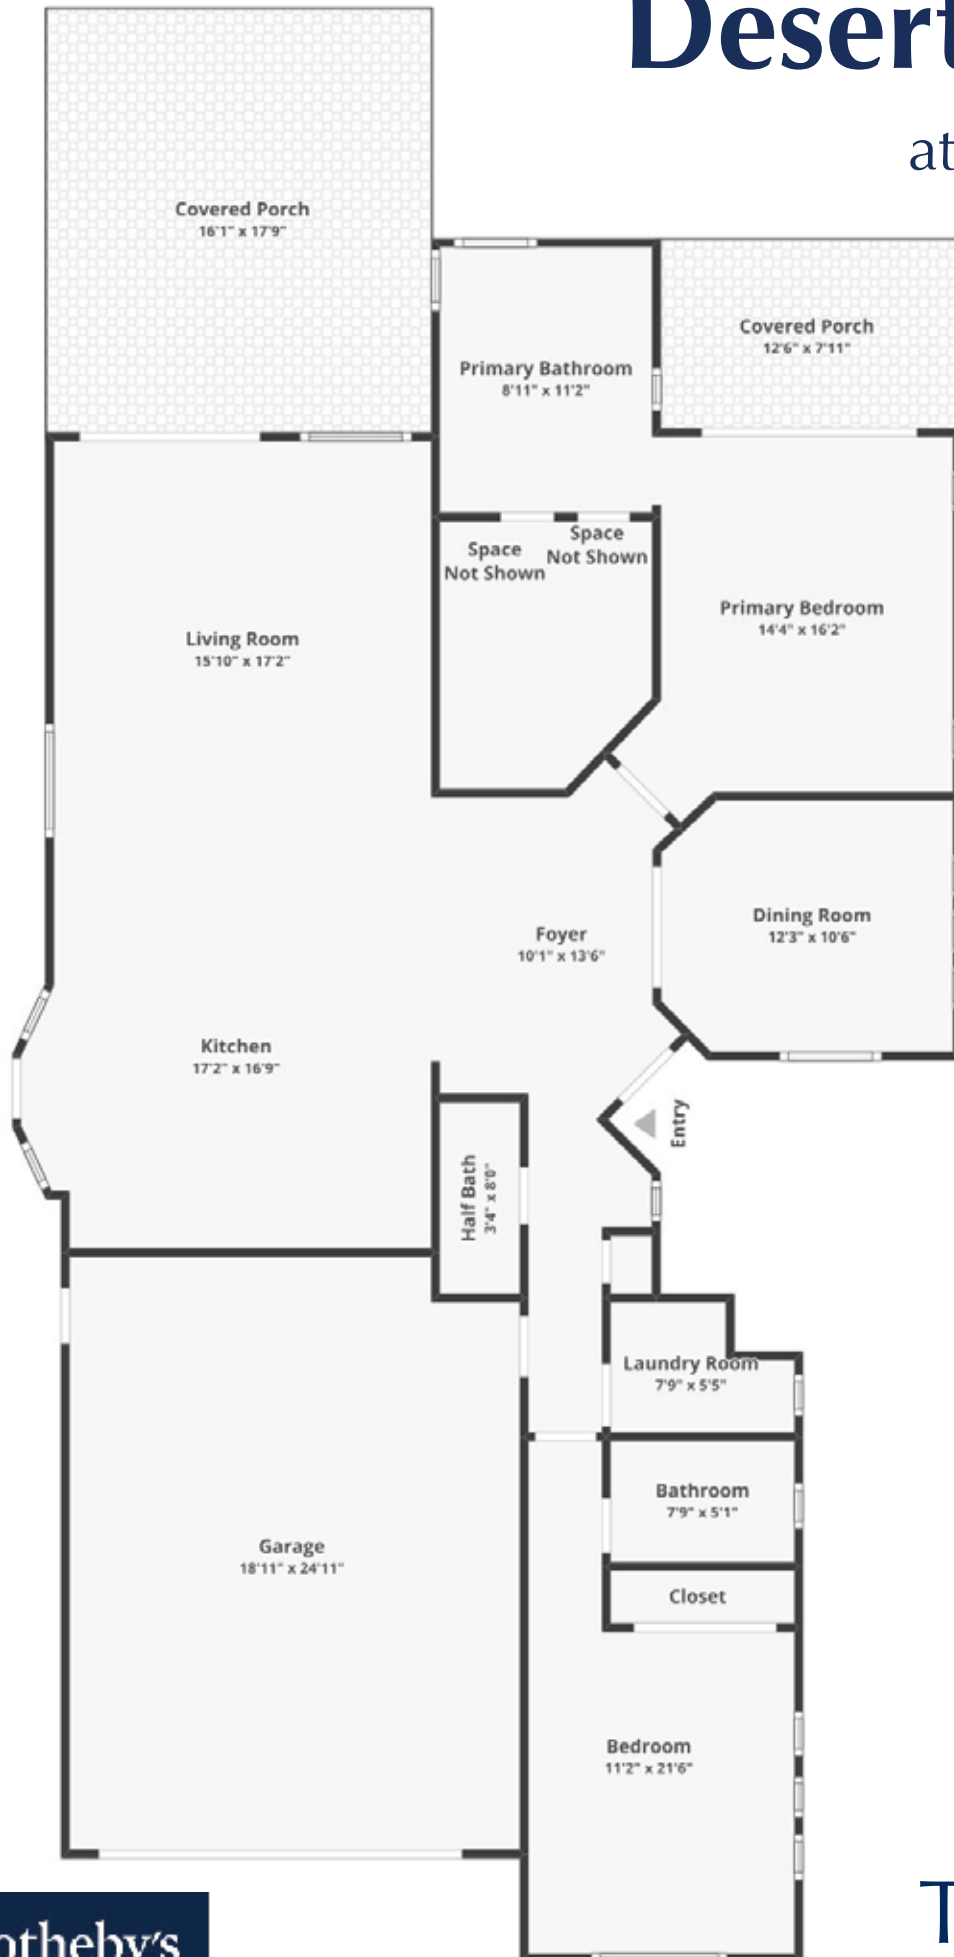 Desert
at
Covered Porch
16'1" x 17'9"
Covered Porch
12'6" x 7'11"
Primary Bathroom
8'11" x 11'2"
Space
Not Shown
Space
Not Shown
Primary Bedroom
14'4" x 16'2"
Living Room
15'10" x 17'2"
Dining Room
12'3" x 10'6"
Foyer
10'1" x 13'6"
Kitchen
17'2" x 16'9"
Entry
Half Bath
3'4" x 8'0"
Laundry Room
7'9" x 5'5"
Bathroom
7'9" x 5'1"
Garage
18'11" x 24'11"
Closet
Bedroom
11'2" x 21'6"
otheby's
T